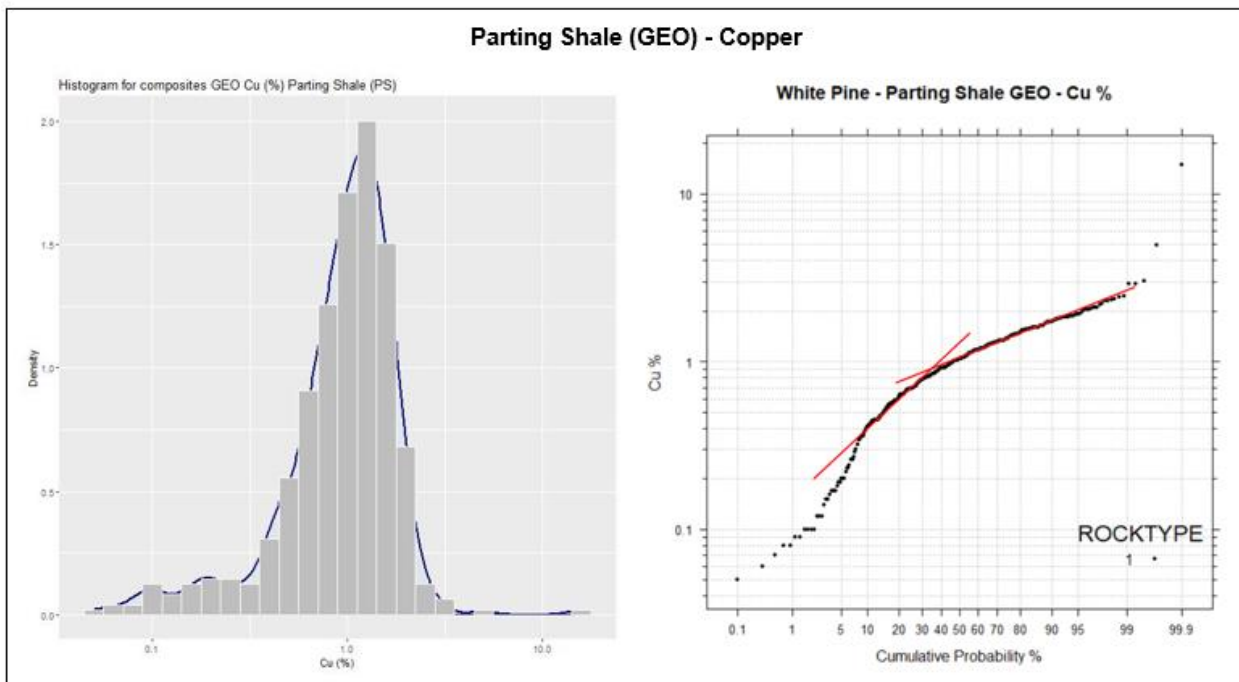 Parting Shale (GEO) - Copper
Histogram for composites GEO Cu (%) Parting Shale (PS)
2.0
1.5
1.0
0.5
0.0
Density
0.1 1.0 10.0
Cu (%)
White Pine - Parting Shale GEO - Cu %
10
1
0.1
Cu %
ROCKTYPE
1
0.1 1 5 10 20 30 40 50 60 70 80 90 95 99 99.9
Cumulative Probability %